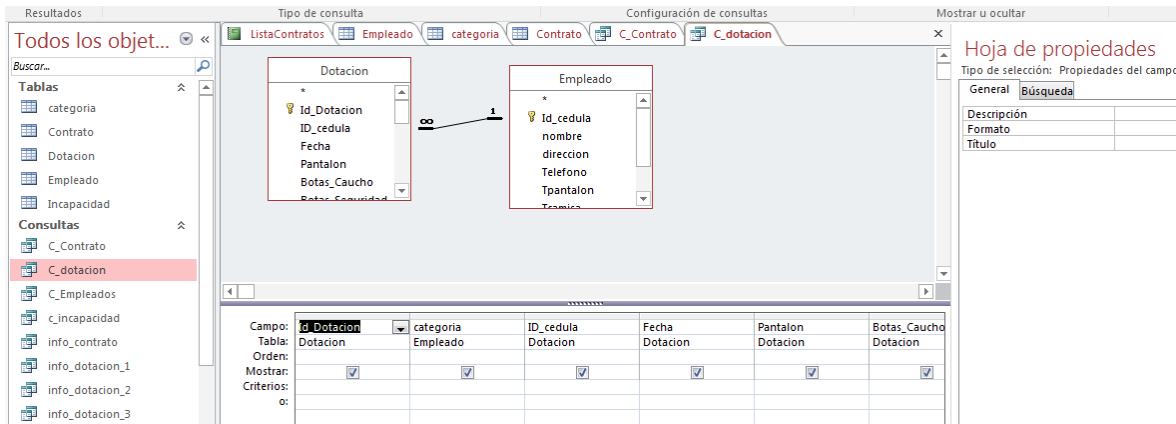 Resultados Tipo de consulta Configuración de consultas Mostrar u ocultar
Todos los objet... «
Buscar...
Tablas
categoria
Contrato
Dotacion
Empleado
Incapacidad
Consultas
C_Contrato
C_dotacion
C_Empleados
c_incapacidad
info_contrato
info_dotacion_1
info_dotacion_2
info_dotacion_3
ListaContratos Empleado categoria Contrato C_Contrato C_dotacion
Dotacion
*
Id_Dotacion
ID_cedula
Fecha
Pantalon
Botas_Caucho
Botas_Seguridad
∞ 1
Empleado
*
Id_cedula
nombre
direccion
Telefono
Tpantalon
Tcamisa
Campo: Id_Dotacion categoria ID_cedula Fecha Pantalon Botas_Caucho
Tabla: Dotacion Empleado Dotacion Dotacion Dotacion Dotacion
Orden:
Mostrar:
Criterios:
o:
Hoja de propiedades
Tipo de selección: Propiedades del campo
General Búsqueda
Descripción
Formato
Título